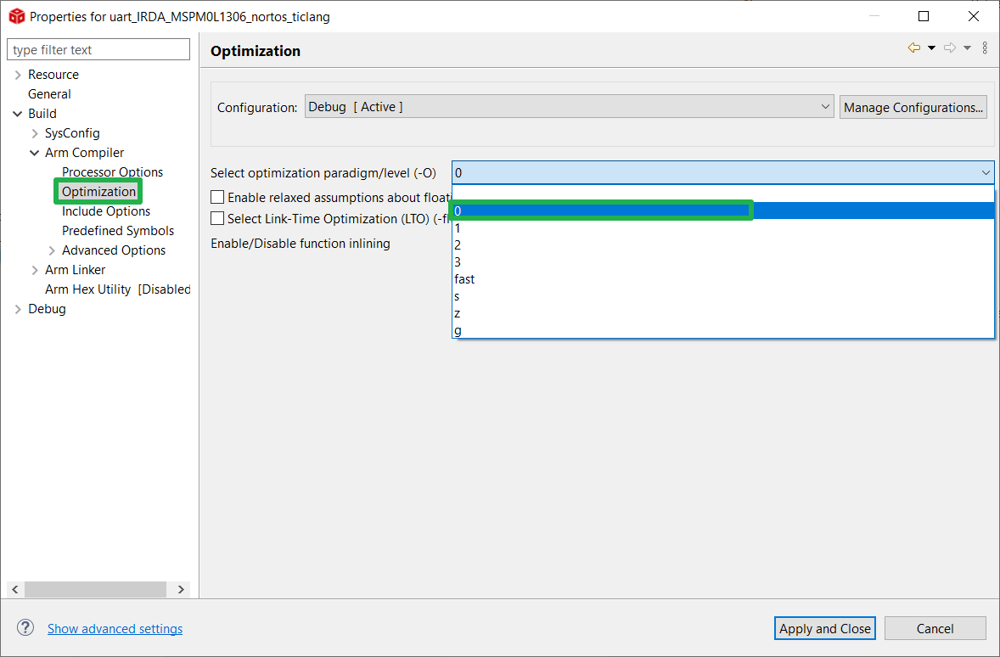 Properties for uart_IRDA_MSPM0L1306_nortos_ticlang
type filter text
Resource
General
Build
SysConfig
Arm Compiler
Processor Options
Optimization
Include Options
Predefined Symbols
Advanced Options
Arm Linker
Arm Hex Utility [Disabled
Debug
Optimization
Configuration: Debug [ Active ] Manage Configurations...
Select optimization paradigm/level (-O) 0
Enable relaxed assumptions about float
Select Link-Time Optimization (LTO) (-f
Enable/Disable function inlining
0
1
2
3
fast
s
z
g
? Show advanced settings
Apply and Close Cancel